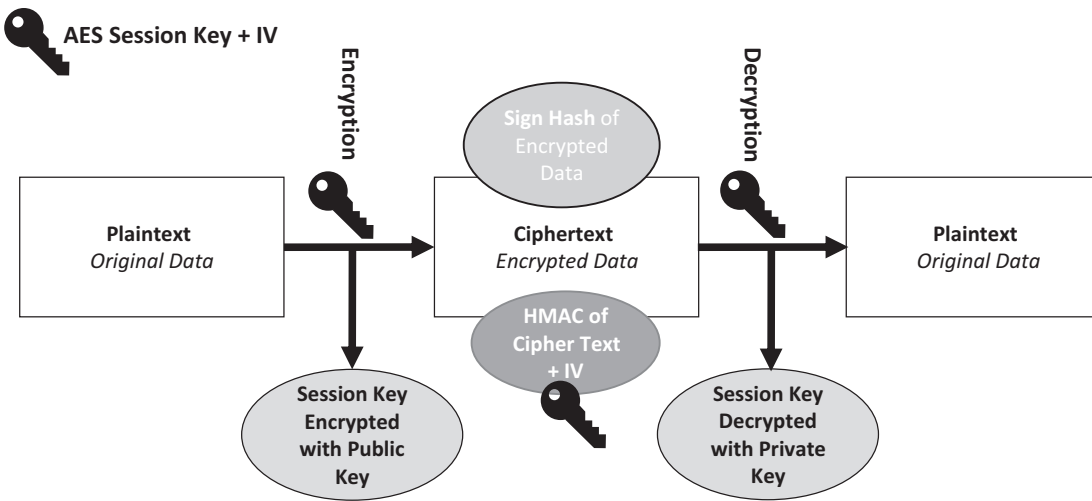 AES Session Key + IV
Encryption
Decryption
Sign Hash of
Encrypted
Data
Plaintext
Original Data
Ciphertext
Encrypted Data
Plaintext
Original Data
HMAC of
Cipher Text
+ IV
Session Key
Encrypted
with Public
Key
Session Key
Decrypted
with Private
Key